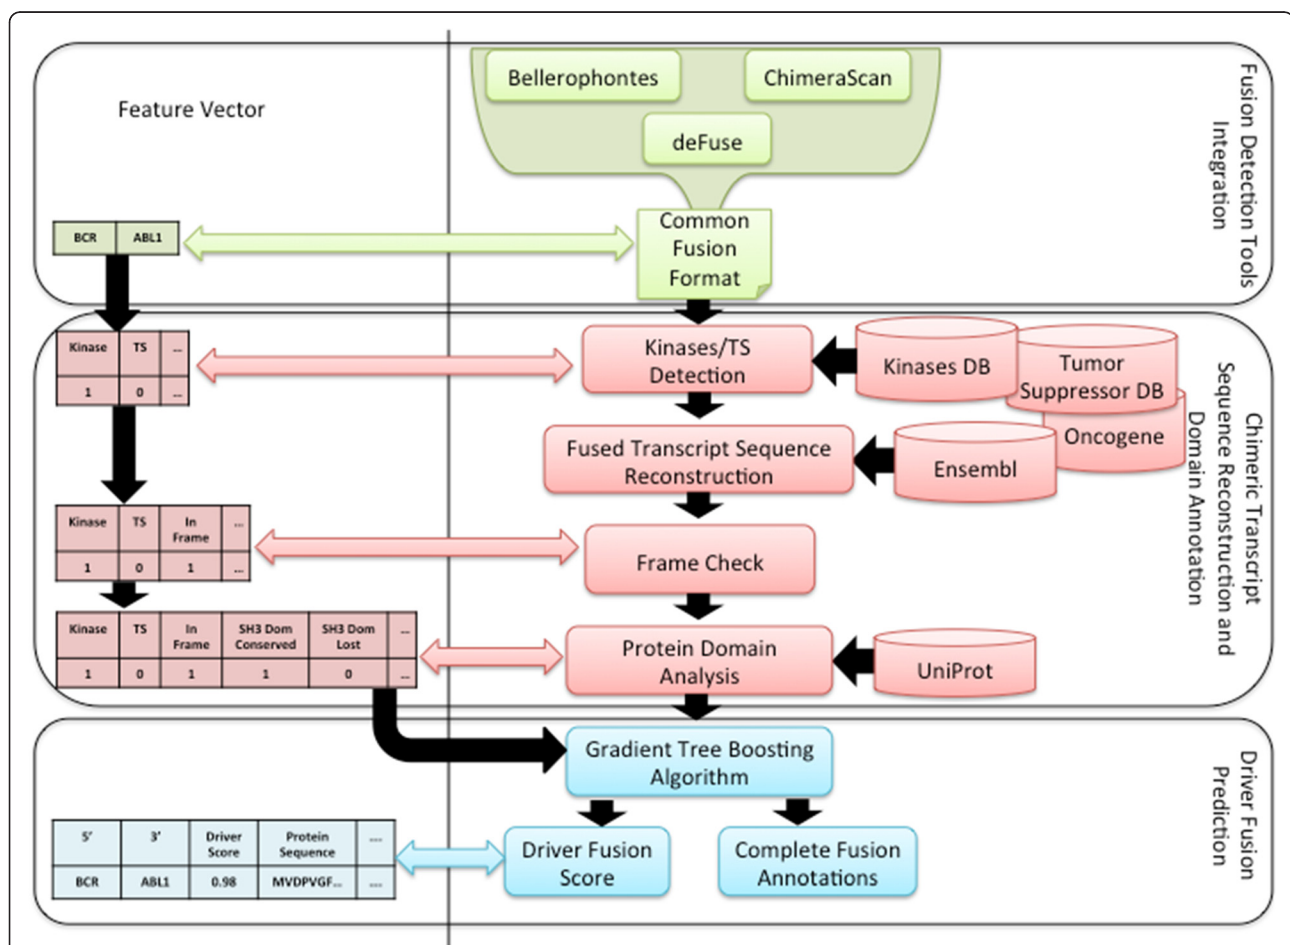 Feature Vector
Bellerophontes
ChimeraScan
deFuse
Fusion Detection Tools
Integration
BCR ABL1
Common
Fusion
Format
Kinase TS ...
1 0 ...
Kinases/TS
Detection
Kinases DB
Tumor
Suppressor DB
Oncogene
Fused Transcript Sequence
Reconstruction
Ensembl
Chimeric Transcript
Sequence Reconstruction and
Domain Annotation
Kinase TS In
Frame ...
1 0 1 ...
Frame Check
Kinase TS In
Frame SH3 Dom
Conserved SH3 Dom
Lost ...
1 0 1 1 0 ...
Protein Domain
Analysis
UniProt
Gradient Tree Boosting
Algorithm
Driver Fusion
Prediction
5’ 3’ Driver
Score Protein
Sequence ....
BCR ABL1 0.98 MVDPVGF... ....
Driver Fusion
Score
Complete Fusion
Annotations